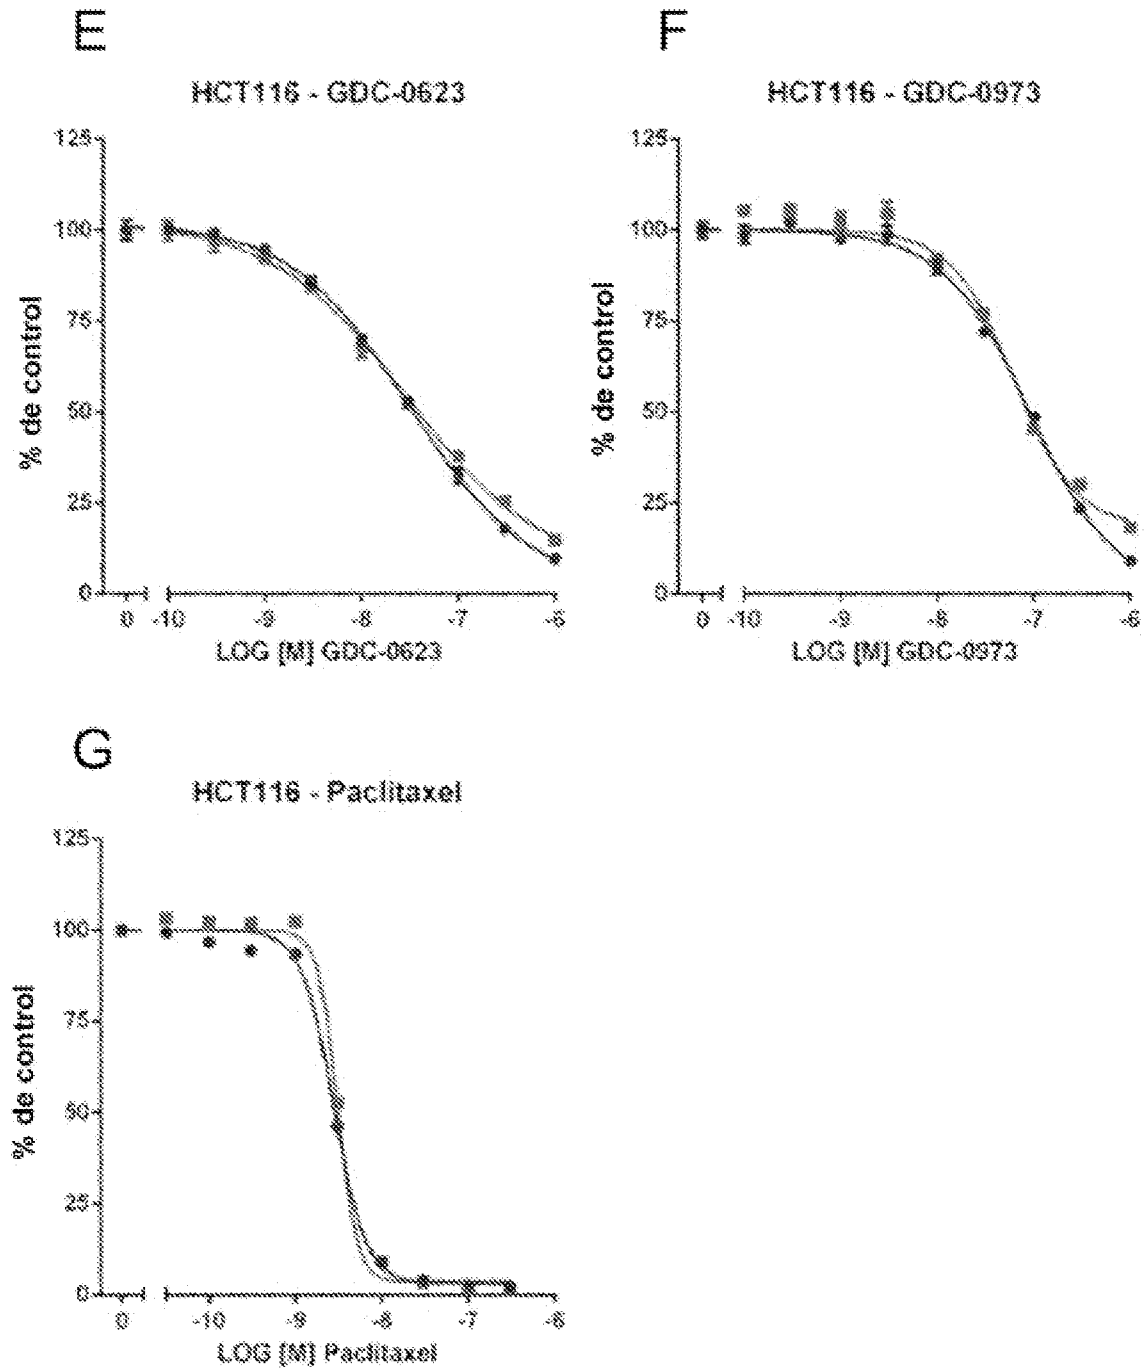 E
HCT116 - GDC-0623
125
100
75
50
25
0
% de control
0 -10 -9 -8 -7 -6
LOG [M] GDC-0623
F
HCT116 - GDC-0973
125
100
75
50
25
0
% de control
0 -10 -9 -8 -7 -6
LOG [M] GDC-0973
G
HCT116 - Paclitaxel
125
100
75
50
25
0
% de control
0 -10 -9 -8 -7 -6
LOG [M] Paclitaxel